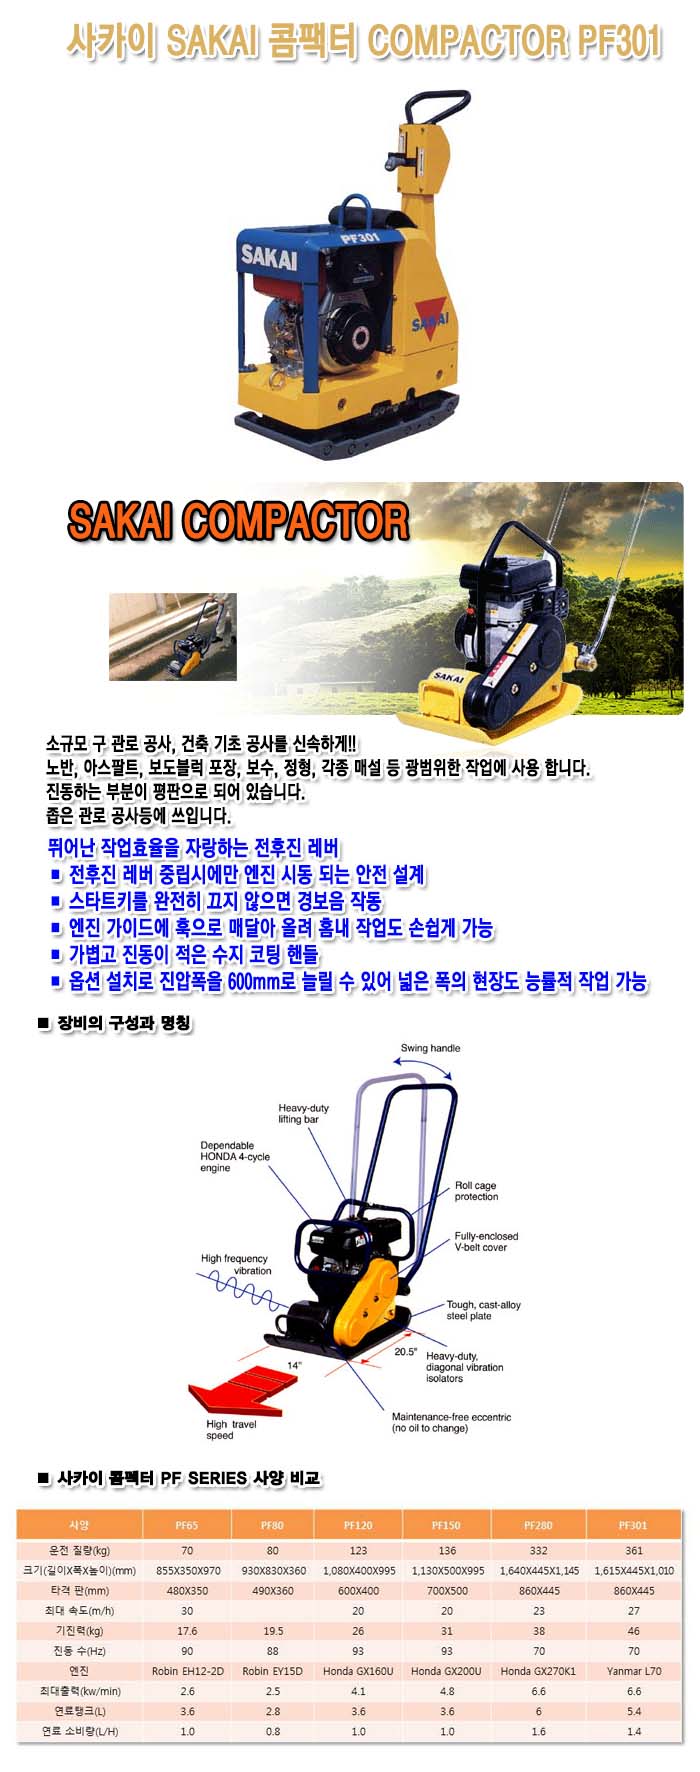 사카이 SAKAI 콤팩터 COMPACTOR PF301
PF301
SAKAI
SAKAI
SAKAI COMPACTOR
SAKAI
소규모 구 관로 공사, 건축 기초 공사를 신속하게!!
노반, 아스팔트, 보도블럭 포장, 보수, 정형, 각종 매설 등 광범위한 작업에 사용 합니다.
진동하는 부분이 평판으로 되어 있습니다.
좁은 관로 공사등에 쓰입니다.
뛰어난 작업효율을 자랑하는 전후진 레버
■ 전후진 레버 중립시에만 엔진 시동 되는 안전 설계
■ 스타트키를 완전히 끄지 않으면 경보음 작동
■ 엔진 가이드에 훅으로 매달아 올려 홈내 작업도 손쉽게 가능
■ 가볍고 진동이 적은 수지 코팅 핸들
■ 옵션 설치로 진압폭을 600mm로 늘릴 수 있어 넓은 폭의 현장도 능률적 작업 가능
■ 장비의 구성과 명칭
Swing handle
Heavy-duty
lifting bar
Dependable
HONDA 4-cycle
engine
Roll cage
protection
Fully-enclosed
V-belt cover
High frequency
vibration
Tough, cast-alloy
steel plate
20.5"
14"
Heavy-duty,
diagonal vibration
isolators
High travel
speed
Maintenance-free eccentric
(no oil to change)
■ 사카이 콤펙터 PF SERIES 사양 비교
사양 PF65 PF80 PF120 PF150 PF280 PF301
운전 질량(kg) 70 80 123 136 332 361
크기(길이X폭X높이)(mm) 855X350X970 930X830X360 1,080X400X995 1,130X500X995 1,640X445X1,145 1,615X445X1,010
타격 판(mm) 480X350 490X360 600X400 700X500 860X445 860X445
최대 속도(m/h) 30 20 20 23 27
기진력(kg) 17.6 19.5 26 31 38 46
진동 수(Hz) 90 88 93 93 70 70
엔진 Robin EH12-2D Robin EY15D Honda GX160U Honda GX200U Honda GX270K1 Yanmar L70
최대출력(kw/min) 2.6 2.5 4.1 4.8 6.6 6.6
연료탱크(L) 3.6 2.8 3.6 3.6 6 5.4
연료 소비량(L/H) 1.0 0.8 1.0 1.0 1.6 1.4